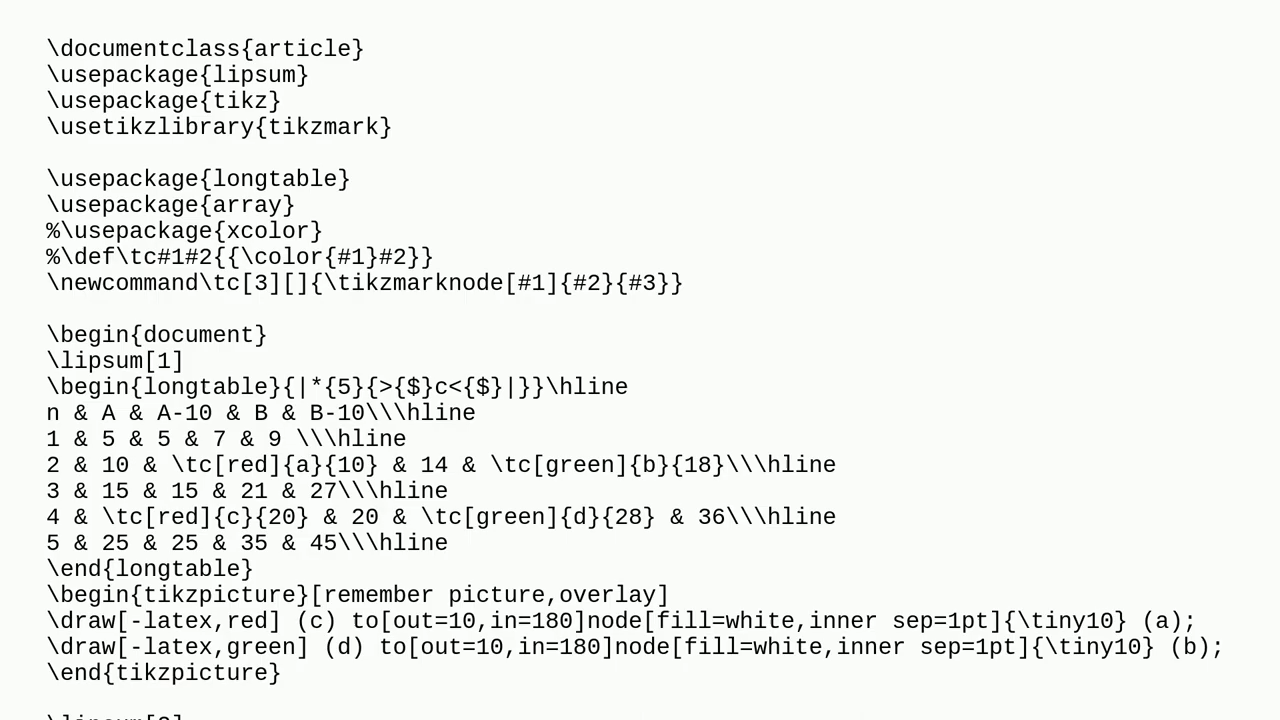 \documentclass{article}
\usepackage{lipsum}
\usepackage{tikz}
\usetikzlibrary{tikzmark}
\usepackage{longtable}
\usepackage{array}
%\usepackage{xcolor}
%\def\tc#1#2{{\color{#1}#2}}
\newcommand\tc[3][]{\tikzmarknode[#1]{#2}{#3}}
\begin{document}
\lipsum[1]
\begin{longtable}{|*{5}{>{$}c<{$}|}}\hline
n & A & A-10 & B & B-10\\\hline
1 & 5 & 5 & 7 & 9 \\\hline
2 & 10 & \tc[red]{a}{10} & 14 & \tc[green]{b}{18}\\\hline
3 & 15 & 15 & 21 & 27\\\hline
4 & \tc[red]{c}{20} & 20 & \tc[green]{d}{28} & 36\\\hline
5 & 25 & 25 & 35 & 45\\\hline
\end{longtable}
\begin{tikzpicture}[remember picture,overlay]
\draw[-latex,red] (c) to[out=10,in=180]node[fill=white,inner sep=1pt]{\tiny10} (a);
\draw[-latex,green] (d) to[out=10,in=180]node[fill=white,inner sep=1pt]{\tiny10} (b);
\end{tikzpicture}